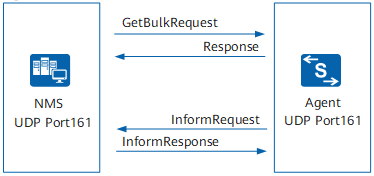 GetBulkRequest
Response
NMS
UDP Port161
S
Agent
UDP Port161
InformRequest
InformResponse